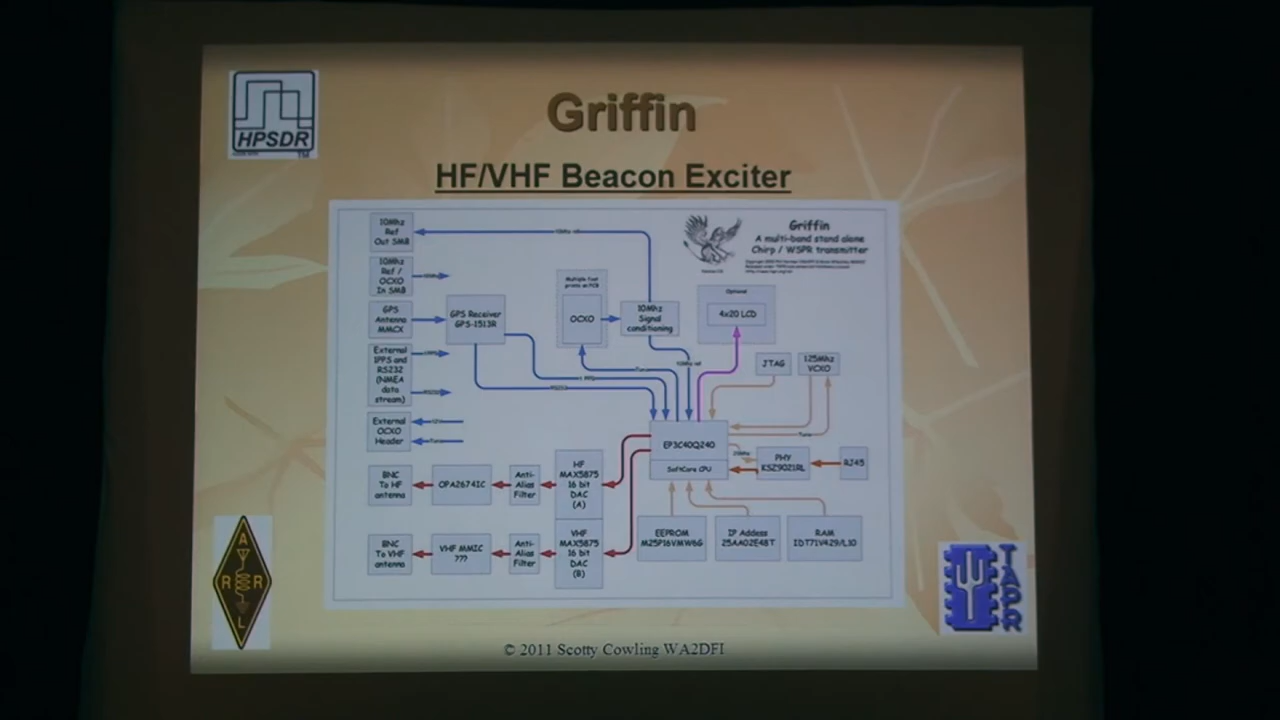 HPSDR
TM
Griffin
HF/VHF Beacon Exciter
10Mhz
Ref
Out SMB
10Mhz
Ref /
OCXO
In SMB
GPS
Antenna
MMCX
External
1PPS and
RS232
(NMEA
data
stream)
External
OCXO
Header
GPS Receiver
GPS-1513R
OCXO
10Mhz
Signal
conditioning
Optional
4x20 LCD
Griffin
A multi-band stand alone
Chirp / WSPR transmitter
JTAG
125Mhz
VCXO
Tune
EP3C40Q240
SoftCore CPU
PHY
KSZ9021RL
RJ45
BNC
To HF
antenna
OPA2674IC
Anti-
Alias
Filter
HF
MAX5875
16 bit
DAC
(A)
BNC
To VHF
antenna
VHF MMIC
???
Anti-
Alias
Filter
VHF
MAX5875
16 bit
DAC
(B)
EEPROM
M25P16VMW6G
IP Addess
25AA02E48T
RAM
IDT71V429/L10
A
R R
L
TAPR
© 2011 Scotty Cowling WA2DFI